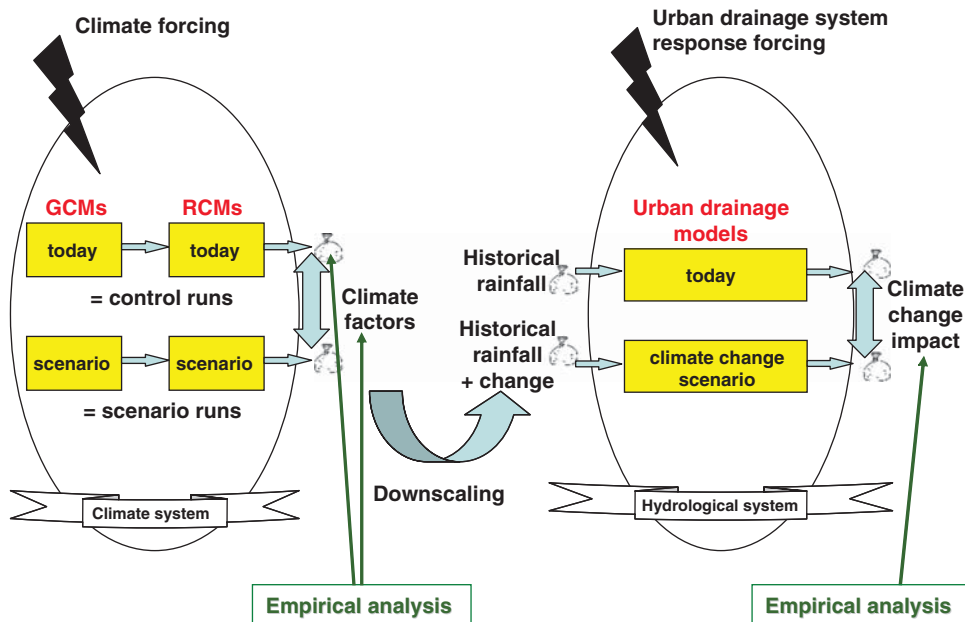 Climate forcing
GCMs
RCMs
today
today
= control runs
scenario
scenario
= scenario runs
Climate
factors
Climate system
Downscaling
Empirical analysis
Urban drainage system
response forcing
Urban drainage
models
Historical
rainfall
today
Historical
rainfall
+ change
climate change
scenario
Climate
change
impact
Hydrological system
Empirical analysis